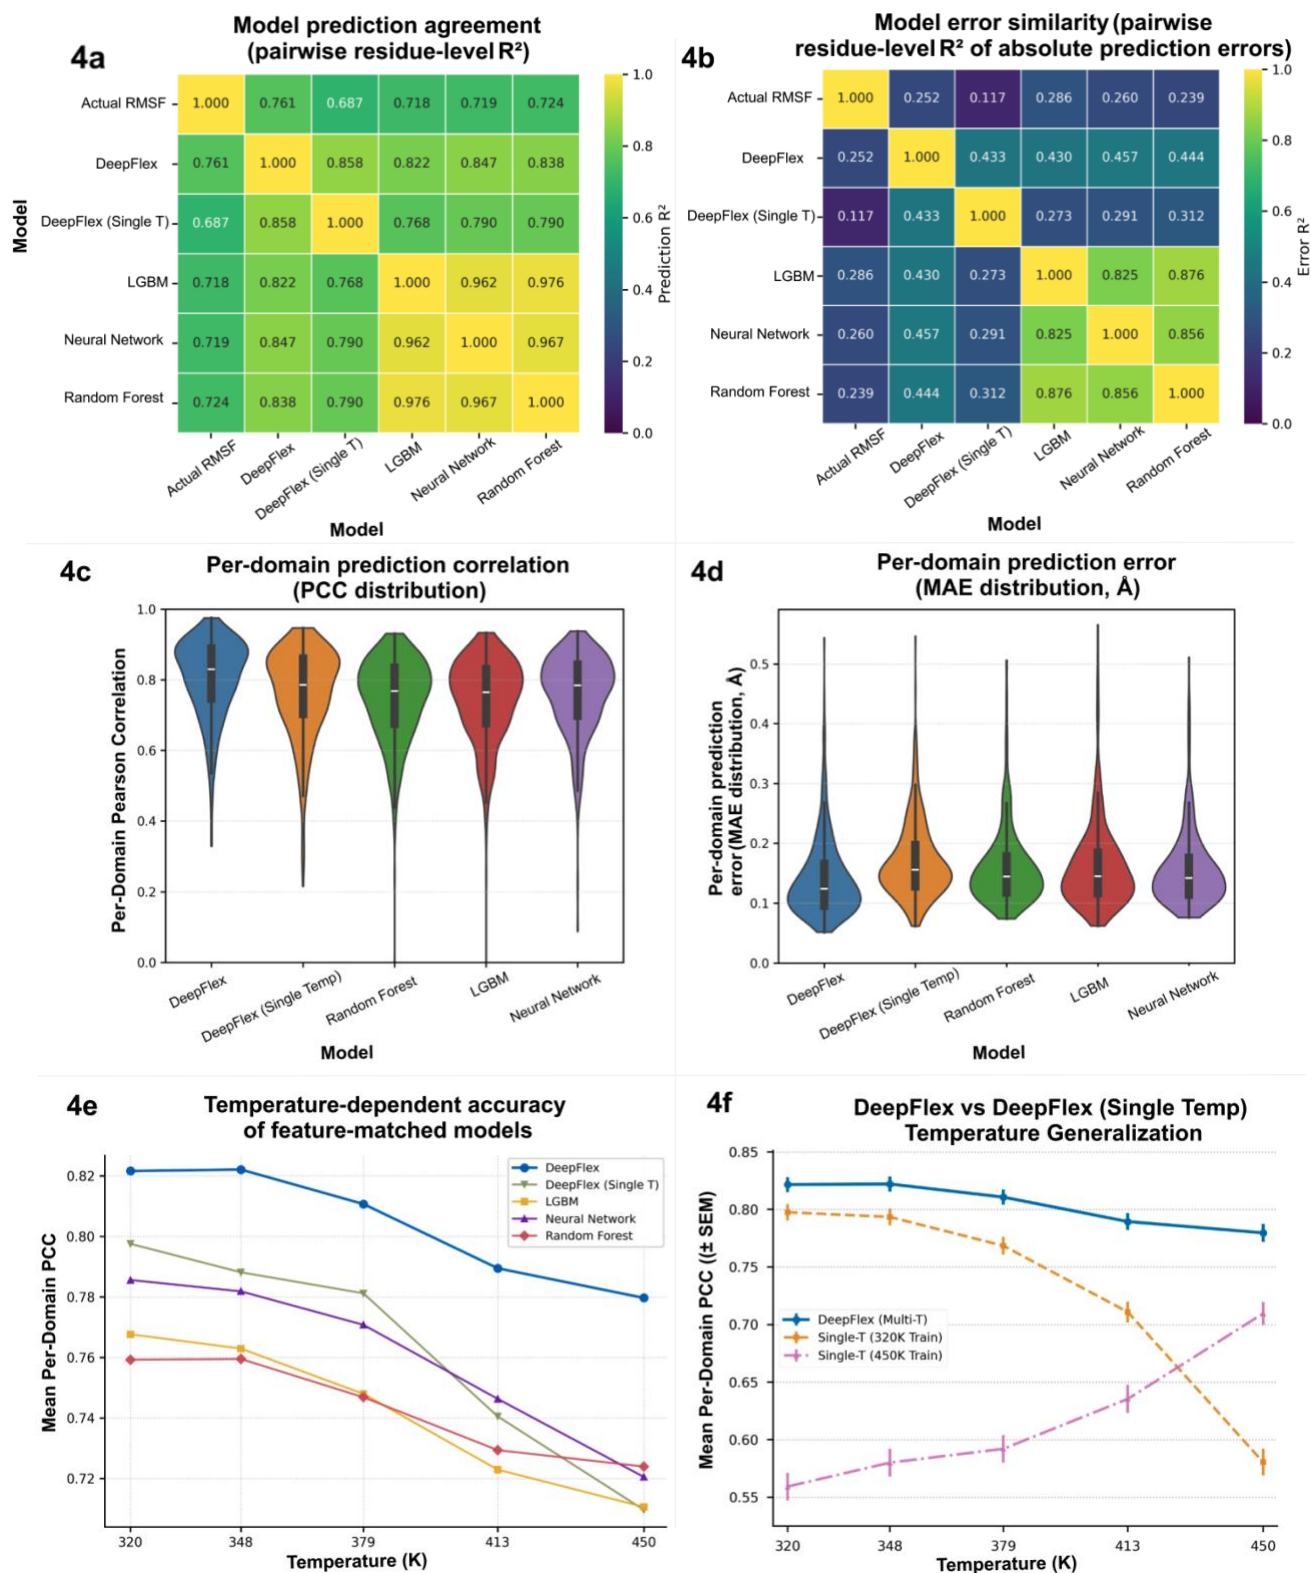 4a
Model prediction agreement
(pairwise residue-level R²)
Model
Actual RMSF 1.000 0.761 0.687 0.718 0.719 0.724
DeepFlex 0.761 1.000 0.858 0.822 0.847 0.838
DeepFlex (Single T) 0.687 0.858 1.000 0.768 0.790 0.790
LGBM 0.718 0.822 0.768 1.000 0.962 0.976
Neural Network 0.719 0.847 0.790 0.962 1.000 0.967
Random Forest 0.724 0.838 0.790 0.976 0.967 1.000
Actual RMSF
DeepFlex
DeepFlex (Single T)
LGBM
Neural Network
Random Forest
Model
1.0
0.8
0.6
0.4
0.2
0.0
Prediction R²
4b
Model error similarity (pairwise
residue-level R² of absolute prediction errors)
Actual RMSF 1.000 0.252 0.117 0.286 0.260 0.239
DeepFlex 0.252 1.000 0.433 0.430 0.457 0.444
DeepFlex (Single T) 0.117 0.433 1.000 0.273 0.291 0.312
LGBM 0.286 0.430 0.273 1.000 0.825 0.876
Neural Network 0.260 0.457 0.291 0.825 1.000 0.856
Random Forest 0.239 0.444 0.312 0.876 0.856 1.000
Actual RMSF
DeepFlex
DeepFlex (Single T)
LGBM
Neural Network
Random Forest
Model
1.0
0.8
0.6
0.4
0.2
0.0
Error R²
4c
Per-domain prediction correlation
(PCC distribution)
Per-Domain Pearson Correlation
1.0
0.8
0.6
0.4
0.2
0.0
DeepFlex
DeepFlex (Single Temp)
Random Forest
LGBM
Neural Network
Model
4d
Per-domain prediction error
(MAE distribution, Å)
Per-domain prediction
error (MAE distribution, Å)
0.5
0.4
0.3
0.2
0.1
0.0
DeepFlex
DeepFlex (Single Temp)
Random Forest
LGBM
Neural Network
Model
4e
Temperature-dependent accuracy
of feature-matched models
Mean Per-Domain PCC
0.82
0.80
0.78
0.76
0.74
0.72
DeepFlex
DeepFlex (Single T)
LGBM
Neural Network
Random Forest
320 348 379 413 450
Temperature (K)
4f
DeepFlex vs DeepFlex (Single Temp)
Temperature Generalization
Mean Per-Domain PCC ((± SEM)
0.85
0.80
0.75
0.70
0.65
0.60
0.55
DeepFlex (Multi-T)
Single-T (320K Train)
Single-T (450K Train)
320 348 379 413 450
Temperature (K)